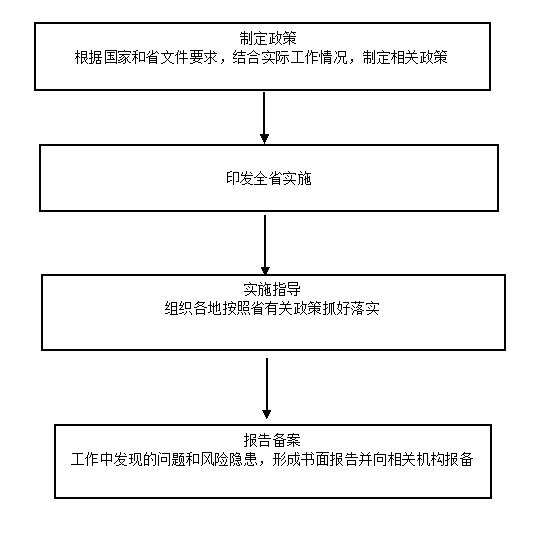 制定政策
根据国家和省文件要求，结合实际工作情况，制定相关政策
印发全省实施
实施指导
组织各地按照省有关政策抓好落实
报告备案
工作中发现的问题和风险隐患，形成书面报告并向相关机构报备